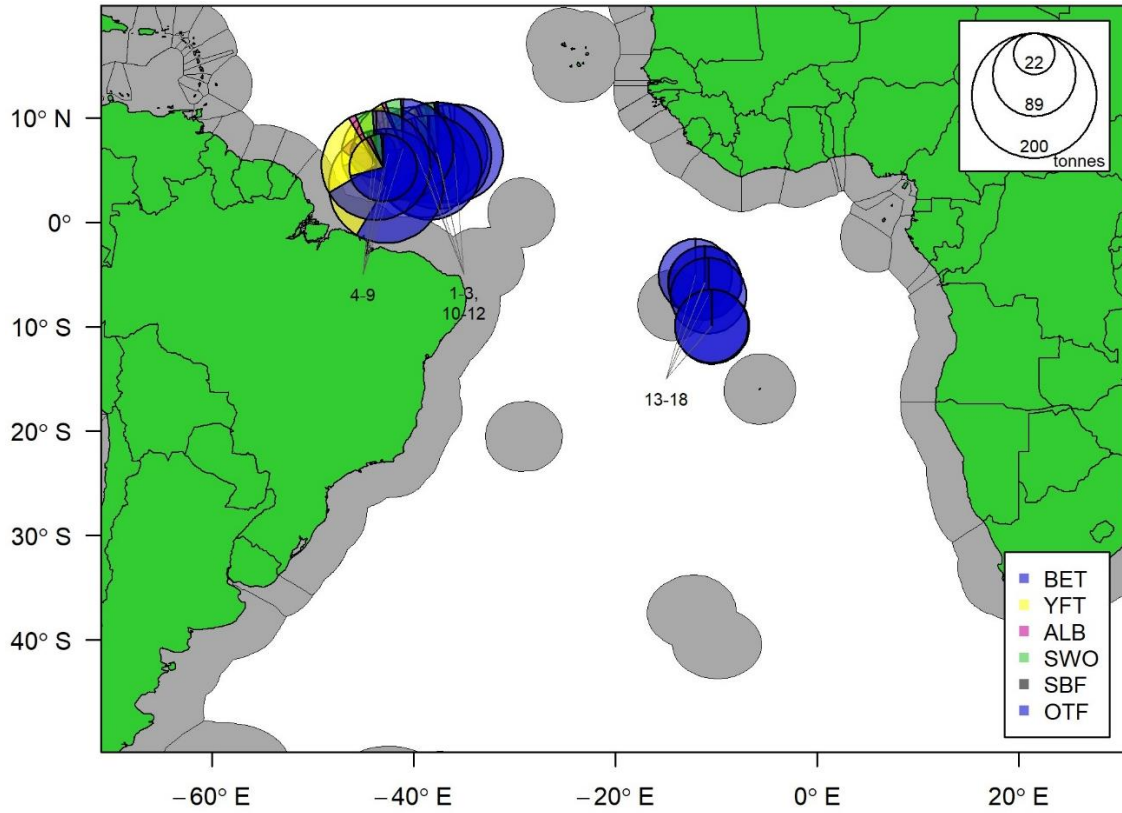 22
89
200
tonnes
10° N
0°
10° S
20° S
30° S
40° S
4-9
1-3,
10-12
13-18
BET
YFT
ALB
SWO
SBF
OTF
−60° E
−40° E
−20° E
0° E
20° E